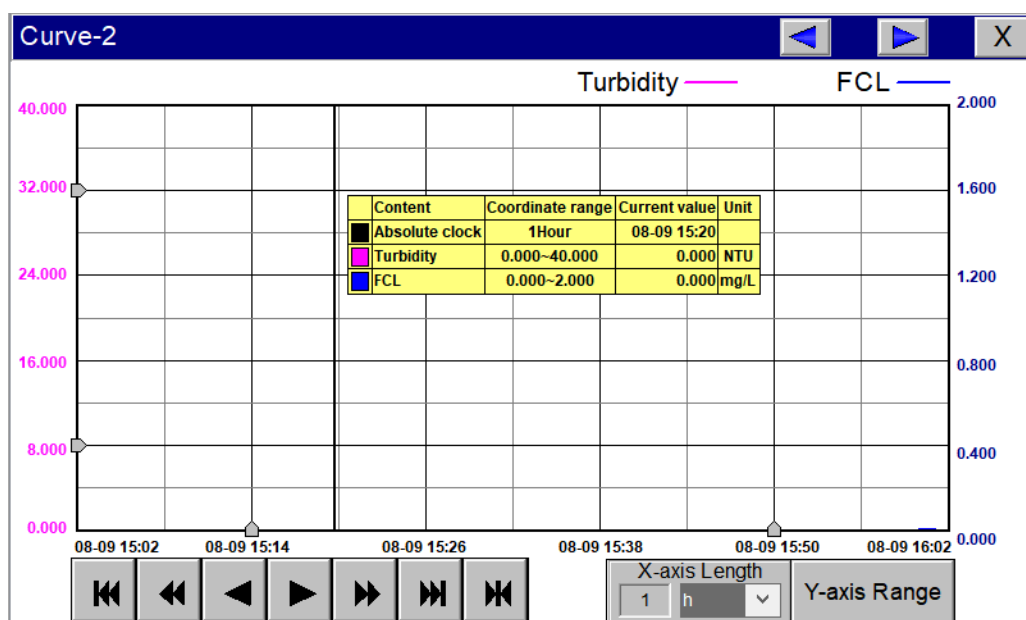 Curve-2
X
Turbidity
FCL
40.000
2.000
32.000
1.600
Content Coordinate range Current value Unit
Absolute clock 1Hour 08-09 15:20
Turbidity 0.000~40.000 0.000 NTU
FCL 0.000~2.000 0.000 mg/L
24.000
1.200
16.000
0.800
8.000
0.400
0.000
0.000
08-09 15:02 08-09 15:14 08-09 15:26 08-09 15:38 08-09 15:50 08-09 16:02
X-axis Length
1 h
Y-axis Range